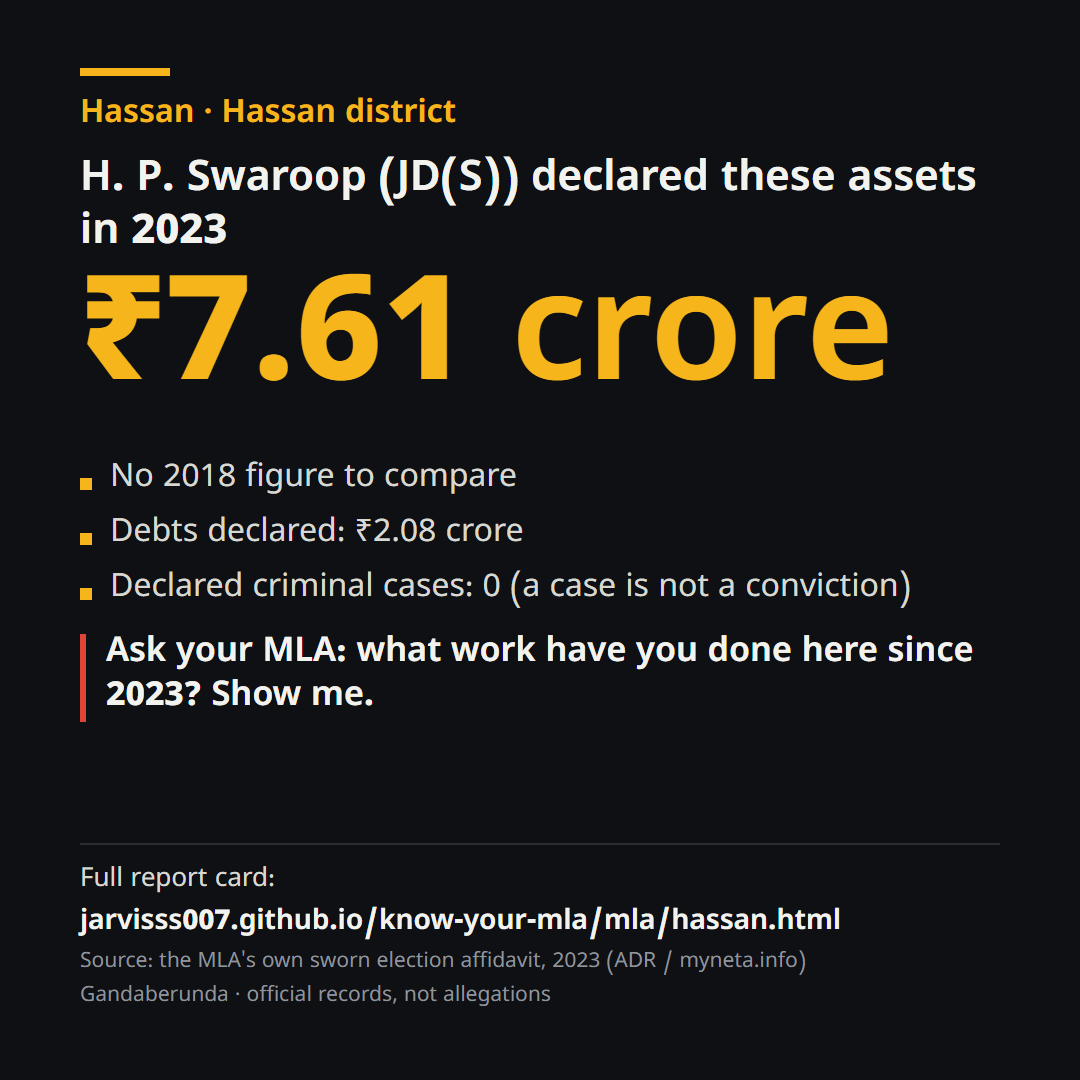 Hassan · Hassan district
H. P. Swaroop (JD(S)) declared these assets
in 2023
₹7.61 crore
No 2018 figure to compare
Debts declared: ₹2.08 crore
Declared criminal cases: 0 (a case is not a conviction)
Ask your MLA: what work have you done here since
2023? Show me.
Full report card:
jarvisss007.github.io/know-your-mla/mla/hassan.html
Source: the MLA's own sworn election affidavit, 2023 (ADR / myneta.info)
Gandaberunda · official records, not allegations